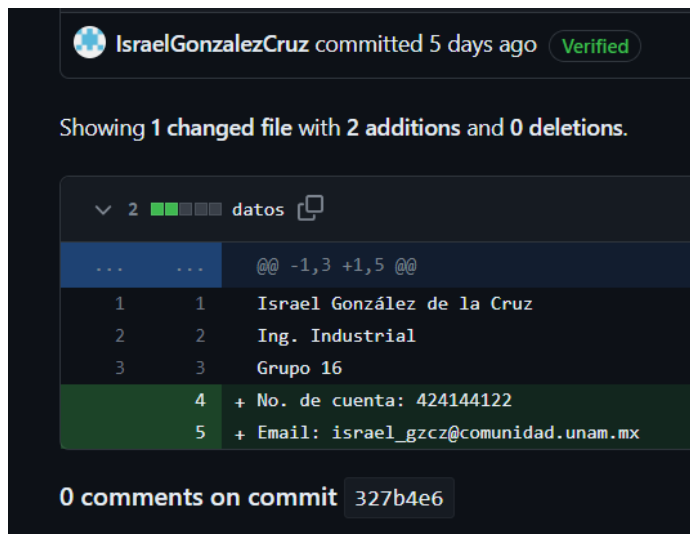 IsraelGonzalezCruz committed 5 days ago Verified
Showing 1 changed file with 2 additions and 0 deletions.
2 datos
... ... @@ -1,3 +1,5 @@
1 1 Israel González de la Cruz
2 2 Ing. Industrial
3 3 Grupo 16
4 + No. de cuenta: 424144122
5 + Email: israel_gzcz@comunidad.unam.mx
0 comments on commit 327b4e6